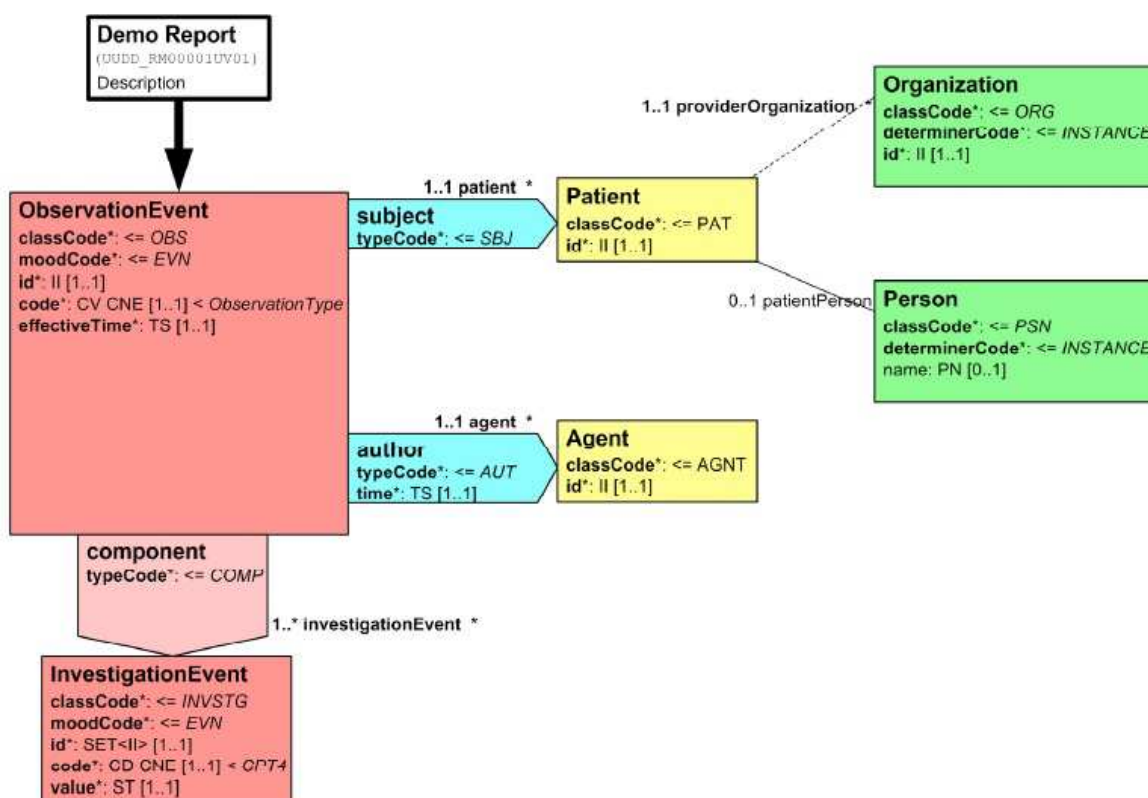 Demo Report
(UUDD_RM00001UV01)
Description
ObservationEvent
classCode*: <= OBS
moodCode*: <= EVN
id*: II [1..1]
code*: CV CNE [1..1] < ObservationType
effectiveTime*: TS [1..1]
1..1 patient *
subject
typeCode*: <= SBJ
Patient
classCode*: <= PAT
id*: II [1..1]
1..1 providerOrganization *
Organization
classCode*: <= ORG
determinerCode*: <= INSTANCE
id*: II [1..1]
0..1 patientPerson
Person
classCode*: <= PSN
determinerCode*: <= INSTANCE
name: PN [0..1]
1..1 agent *
author
typeCode*: <= AUT
time*: TS [1..1]
Agent
classCode*: <= AGNT
id*: II [1..1]
component
typeCode*: <= COMP
1..* investigationEvent *
InvestigationEvent
classCode*: <= INVSTG
moodCode*: <= EVN
id*: SET<II> [1..1]
code*: CD CNE [1..1] < CPT4
value*: ST [1..1]